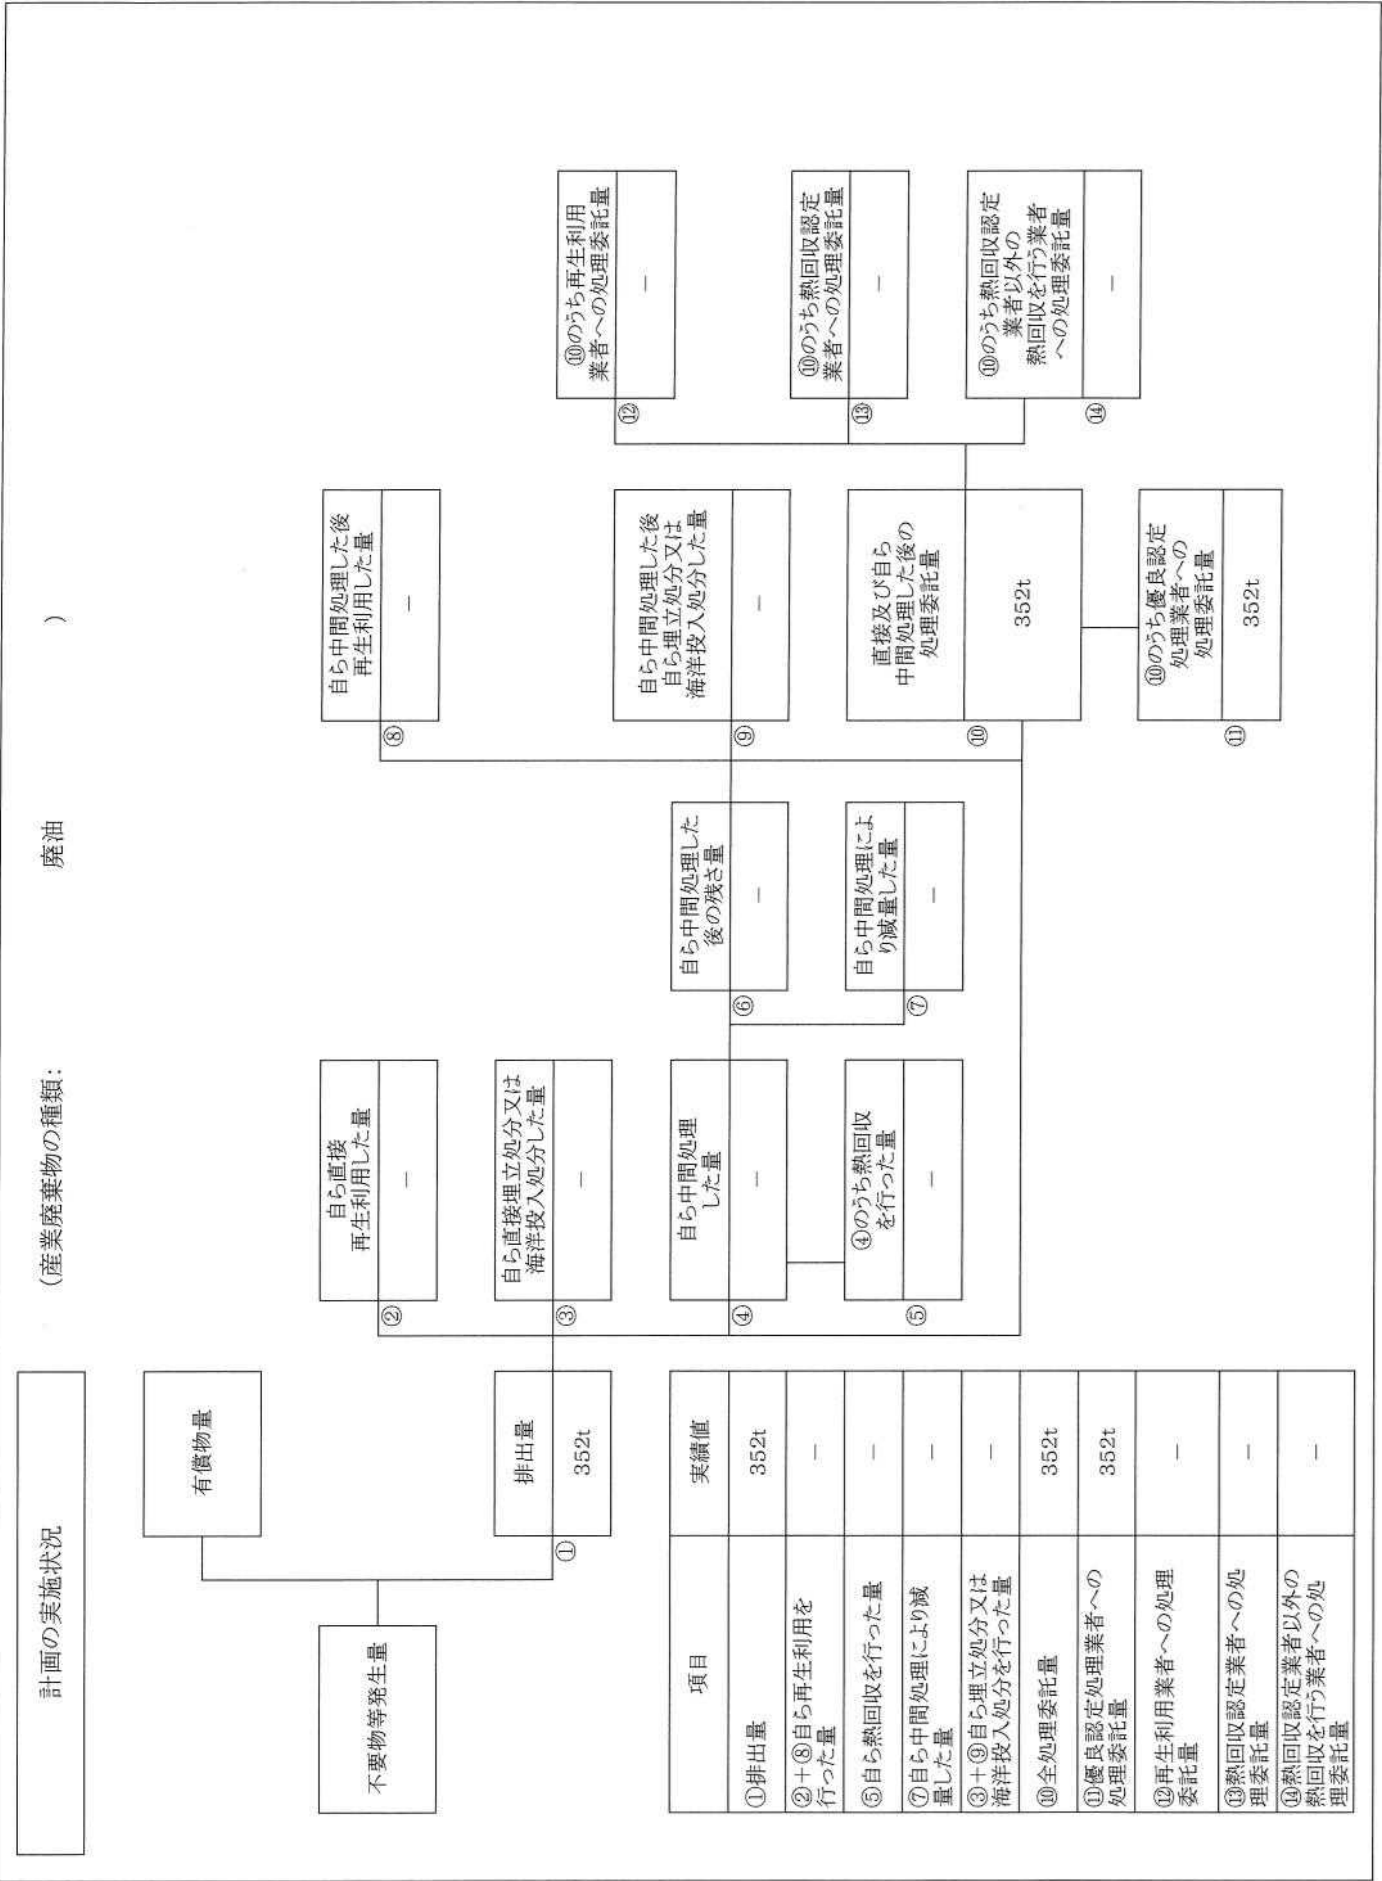 計画の実施状況
(産業廃棄物の種類: 廃油 )
不要物等発生量
有償物量
①
排出量
352t
②
自ら直接
再生利用した量
－
③
自ら直接埋立処分又は
海洋投入処分した量
－
④
自ら中間処理
した量
－
⑤
④のうち熱回収
を行った量
－
⑥
自ら中間処理した
後の残さ量
－
⑦
自ら中間処理によ
り減量した量
－
⑧
自ら中間処理した後
再生利用した量
－
⑨
自ら中間処理した後
自ら埋立処分又は
海洋投入処分した量
－
⑩
直接及び自ら
中間処理した後の
処理委託量
352t
⑪
⑩のうち優良認定
処理業者への
処理委託量
352t
⑫
⑩のうち再生利用
業者への処理委託量
－
⑬
⑩のうち熱回収認定
業者への処理委託量
－
⑭
⑩のうち熱回収認定
業者以外の
熱回収を行う業者
への処理委託量
－
項目 実績値
①排出量 352t
②+⑧自ら再生利用を
行った量 －
⑤自ら熱回収を行った量 －
⑦自ら中間処理により減
量した量 －
③+⑨自ら埋立処分又は
海洋投入処分を行った量 －
⑩全処理委託量 352t
⑪優良認定処理業者への
処理委託量 352t
⑫再生利用業者への処理
委託量 －
⑬熱回収認定業者への処
理委託量 －
⑭熱回収認定業者以外の
熱回収を行う業者への処
理委託量 －